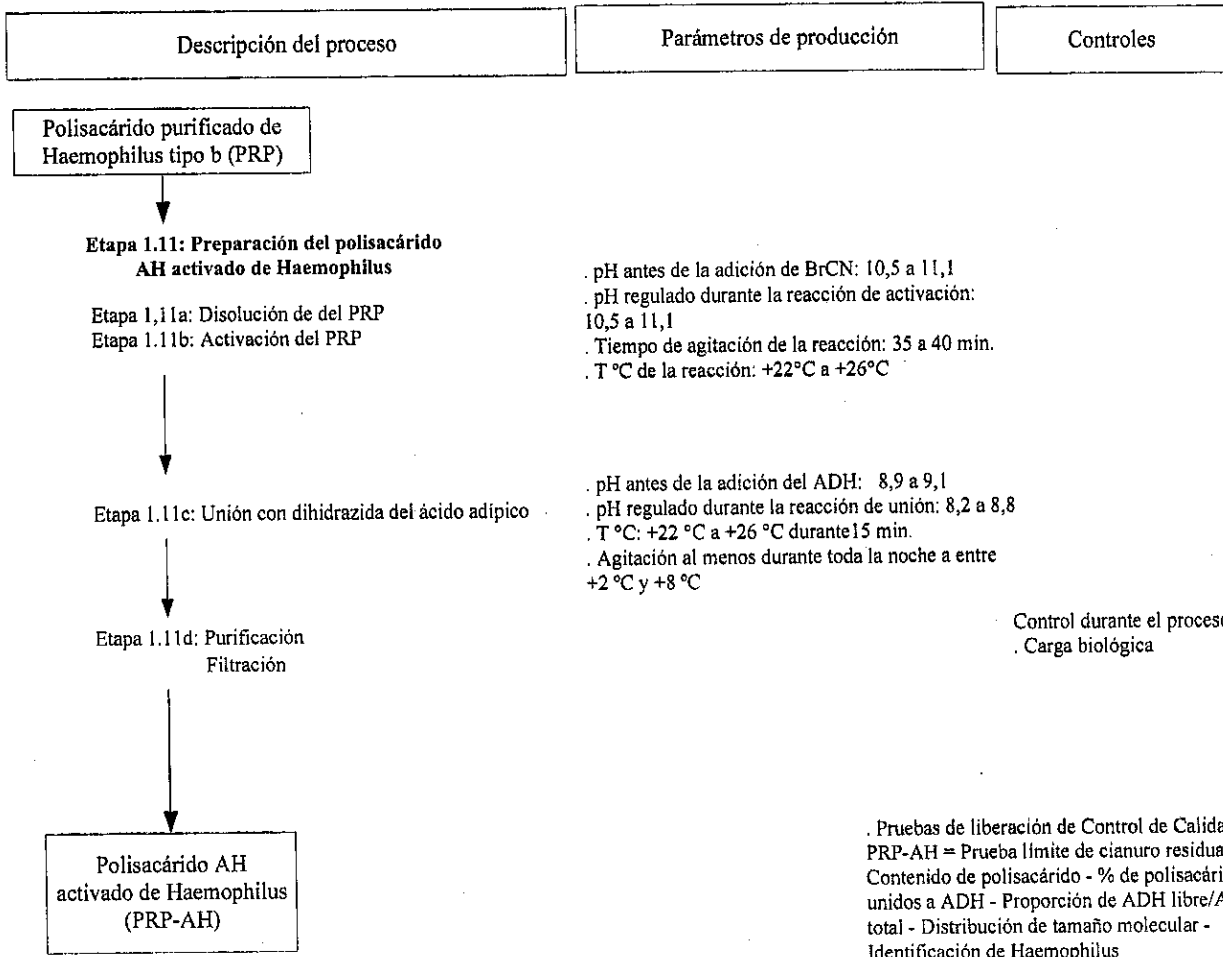 Descripción del proceso
Parámetros de producción
Controles
Polisacárido purificado de
Haemophilus tipo b (PRP)
Etapa 1.11: Preparación del polisacárido
AH activado de Haemophilus
Etapa 1,11a: Disolución de del PRP
Etapa 1.11b: Activación del PRP
. pH antes de la adición de BrCN: 10,5 a 11,1
. pH regulado durante la reacción de activación:
10,5 a 11,1
. Tiempo de agitación de la reacción: 35 a 40 min.
. T °C de la reacción: +22°C a +26°C
Etapa 1.11c: Unión con dihidrazida del ácido adípico
. pH antes de la adición del ADH: 8,9 a 9,1
. pH regulado durante la reacción de unión: 8,2 a 8,8
. T °C: +22 °C a +26 °C durante15 min.
. Agitación al menos durante toda la noche a entre
+2 °C y +8 °C
Etapa 1.11d: Purificación
Filtración
Control durante el proceso
. Carga biológica
Polisacárido AH
activado de Haemophilus
(PRP-AH)
. Pruebas de liberación de Control de Calida
PRP-AH = Prueba límite de cianuro residua
Contenido de polisacárido - % de polisacári
unidos a ADH - Proporción de ADH libre/A
total - Distribución de tamaño molecular -
Identificación de Haemophilus